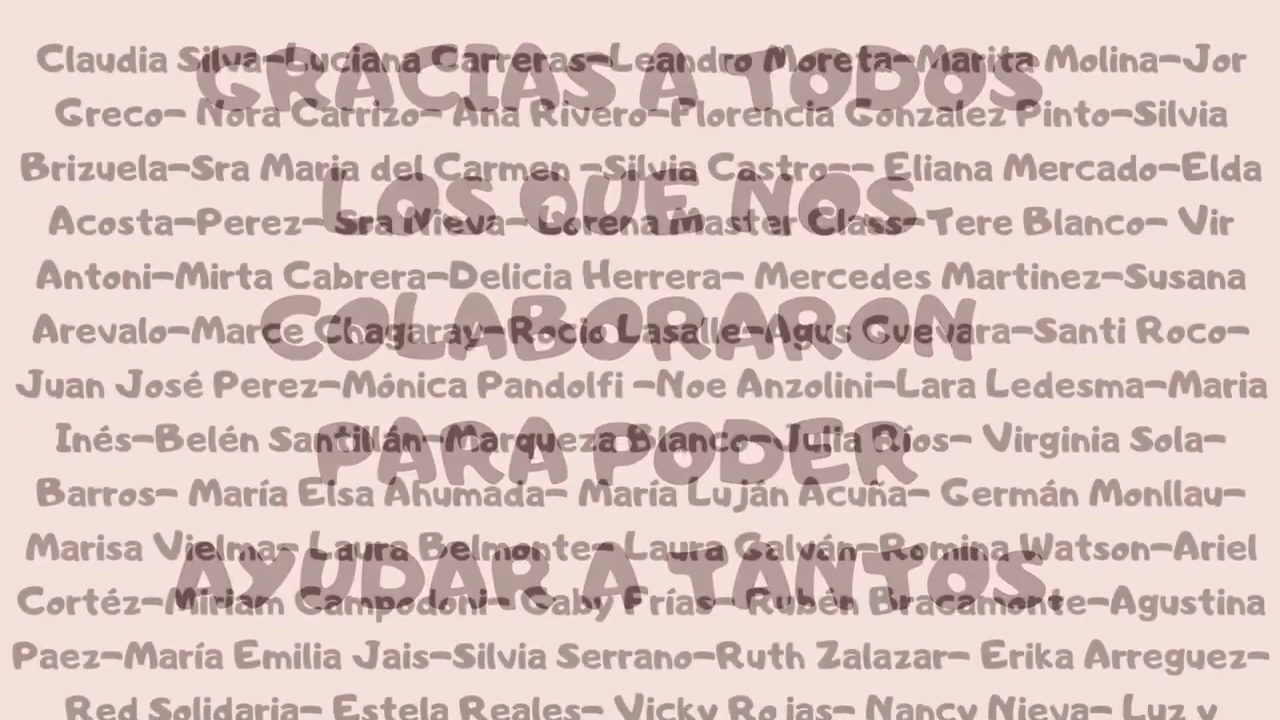 Claudia Silva-Luciana Carreras-Leandro Moreta-Marita Molina-Jor
GRACIAS A TODOS
Greco- Nora Carrizo- Ana Rivero-Florencia González Pinto-Silvia
Brizuela-Sra Maria del Carmen -Silvia Castro-- Eliana Mercado-Elda
LOS QUE NOS
Acosta-Perez- Sra Nieva- Lorena Master Class-Tere Blanco- Vir
Antoni-Mirta Cabrera-Delicia Herrera- Mercedes Martinez-Susana
COLABORARON
Arevalo-Marce Chagaray-Rocio Lasalle-Agus Guevara-Santi Roco-
Juan José Perez-Mónica Pandolfi -Noe Anzolini-Lara Ledesma-Maria
Inés-Belén Santillán-Marqueza Blanco-Julia Ríos- Virginia Sola-
PARA PODER
Barros- María Elsa Ahumada- María Luján Acuña- Germán Monllau-
Marisa Vielma- Laura Belmonte- Laura Galván-Romina Watson-Ariel
AYUDAR A TANTOS.
Cortéz-Miriam Campodoni- Gaby Frías- Rubén Bracamonte-Agustina
Paez-María Emilia Jais-Silvia Serrano-Ruth Zalazar- Erika Arreguez-
Red Solidaria- Estela Reales- Vicky Rojas- Nancy Nieva- Luz y